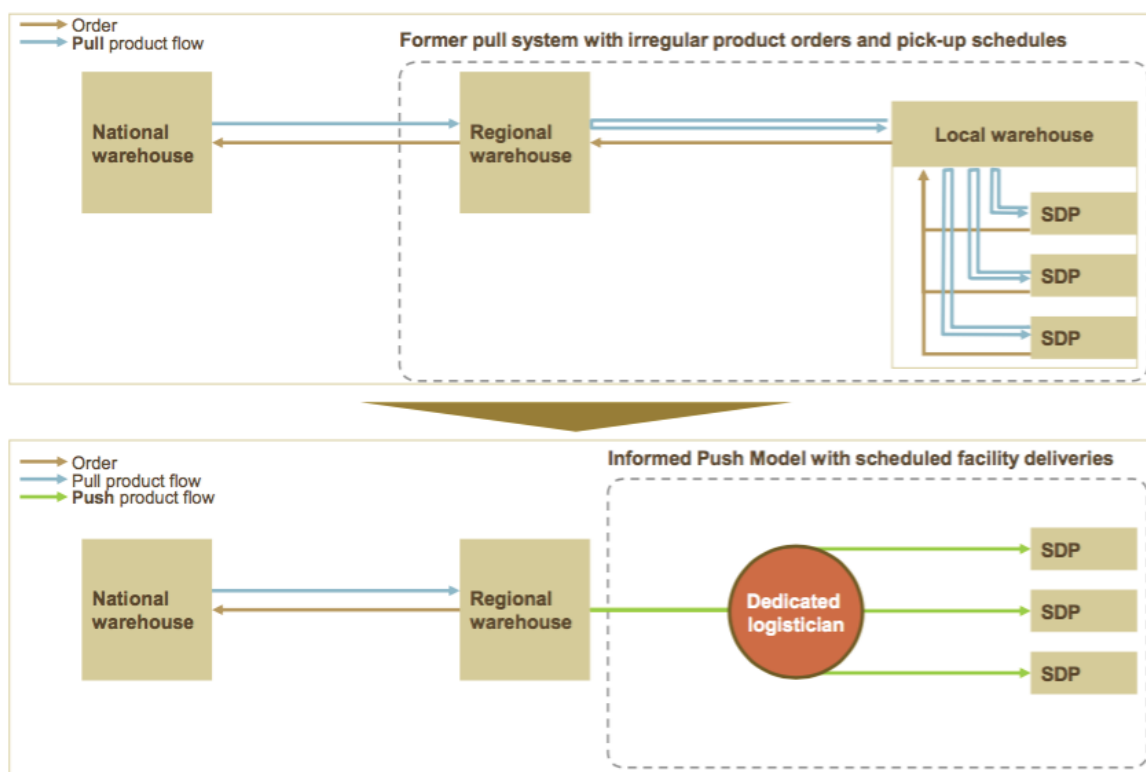 Order
Pull product flow
Former pull system with irregular product orders and pick-up schedules
National
warehouse
Regional
warehouse
Local warehouse
SDP
SDP
SDP
Order
Pull product flow
Push product flow
Informed Push Model with scheduled facility deliveries
National
warehouse
Regional
warehouse
Dedicated
logistician
SDP
SDP
SDP